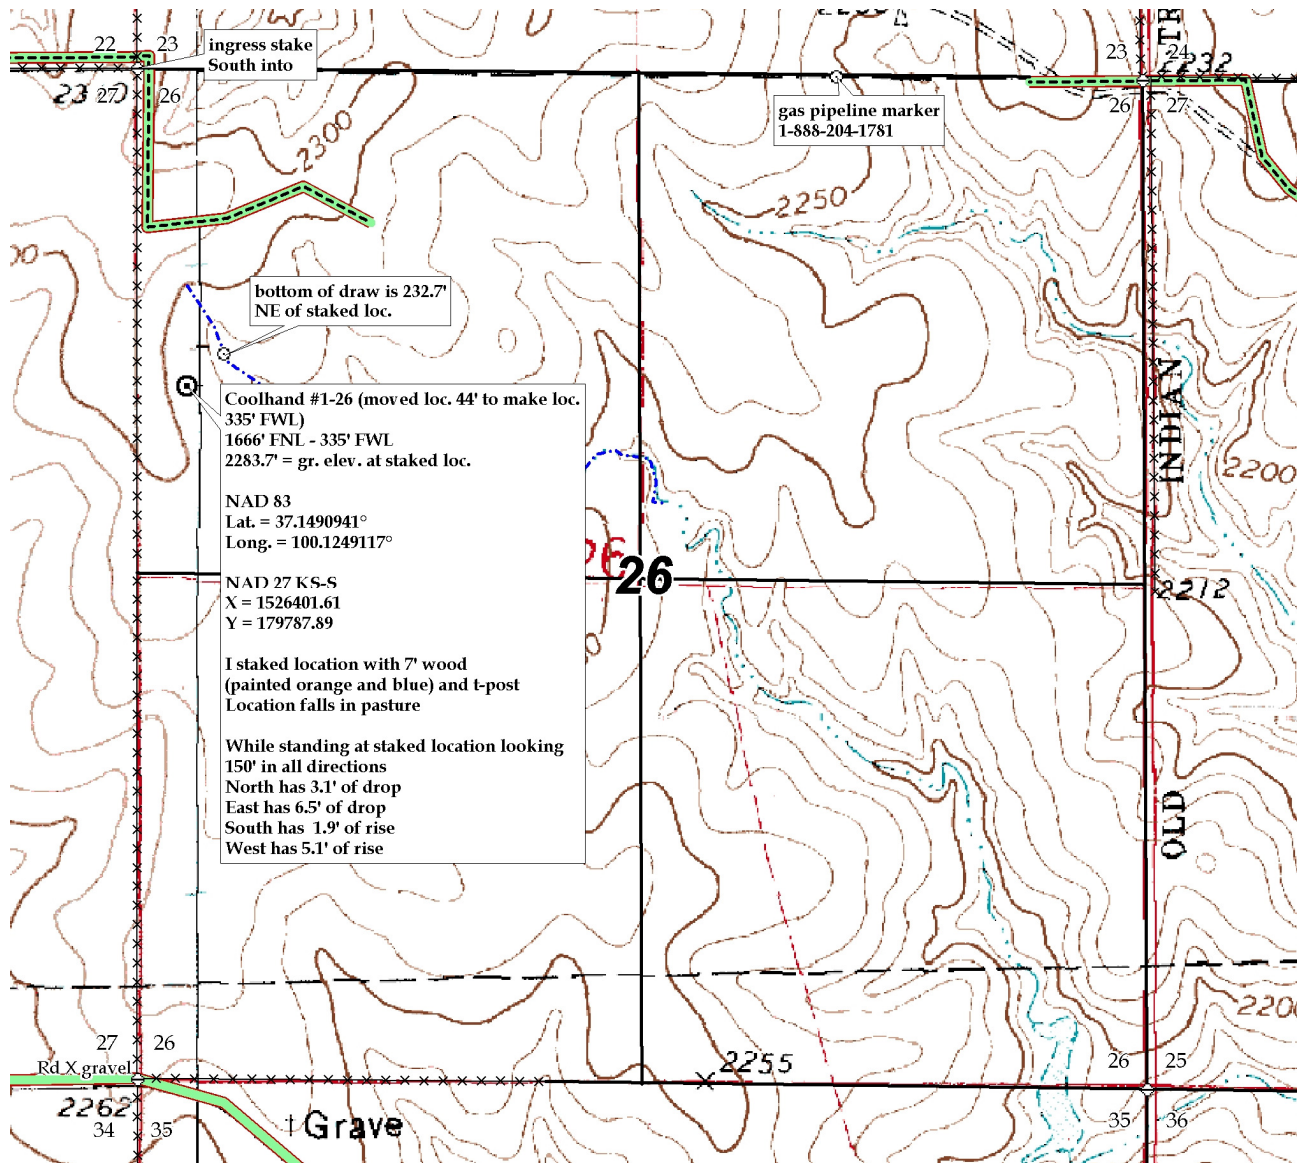 22
23
ingress stake
South into
23
24
TR
2232
27
26
2300
gas pipeline marker
1-888-204-1781
26
27
2250
bottom of draw is 232.7'
NE of staked loc.
Coolhand #1-26 (moved loc. 44' to make loc.
335' FWL)
1666' FNL - 335' FWL
2283.7' = gr. elev. at staked loc.
NAD 83
Lat. = 37.1490941°
Long. = 100.1249117°
NAD 27 KS-S
X = 1526401.61
Y = 179787.89
I staked location with 7' wood
(painted orange and blue) and t-post
Location falls in pasture
While standing at staked location looking
150' in all directions
North has 3.1' of drop
East has 6.5' of drop
South has 1.9' of rise
West has 5.1' of rise
INDIAN
2200
26
2212
OLD
2200
27
26
Rd X gravel
2262
34
35
Grave
2255
26
25
35
36